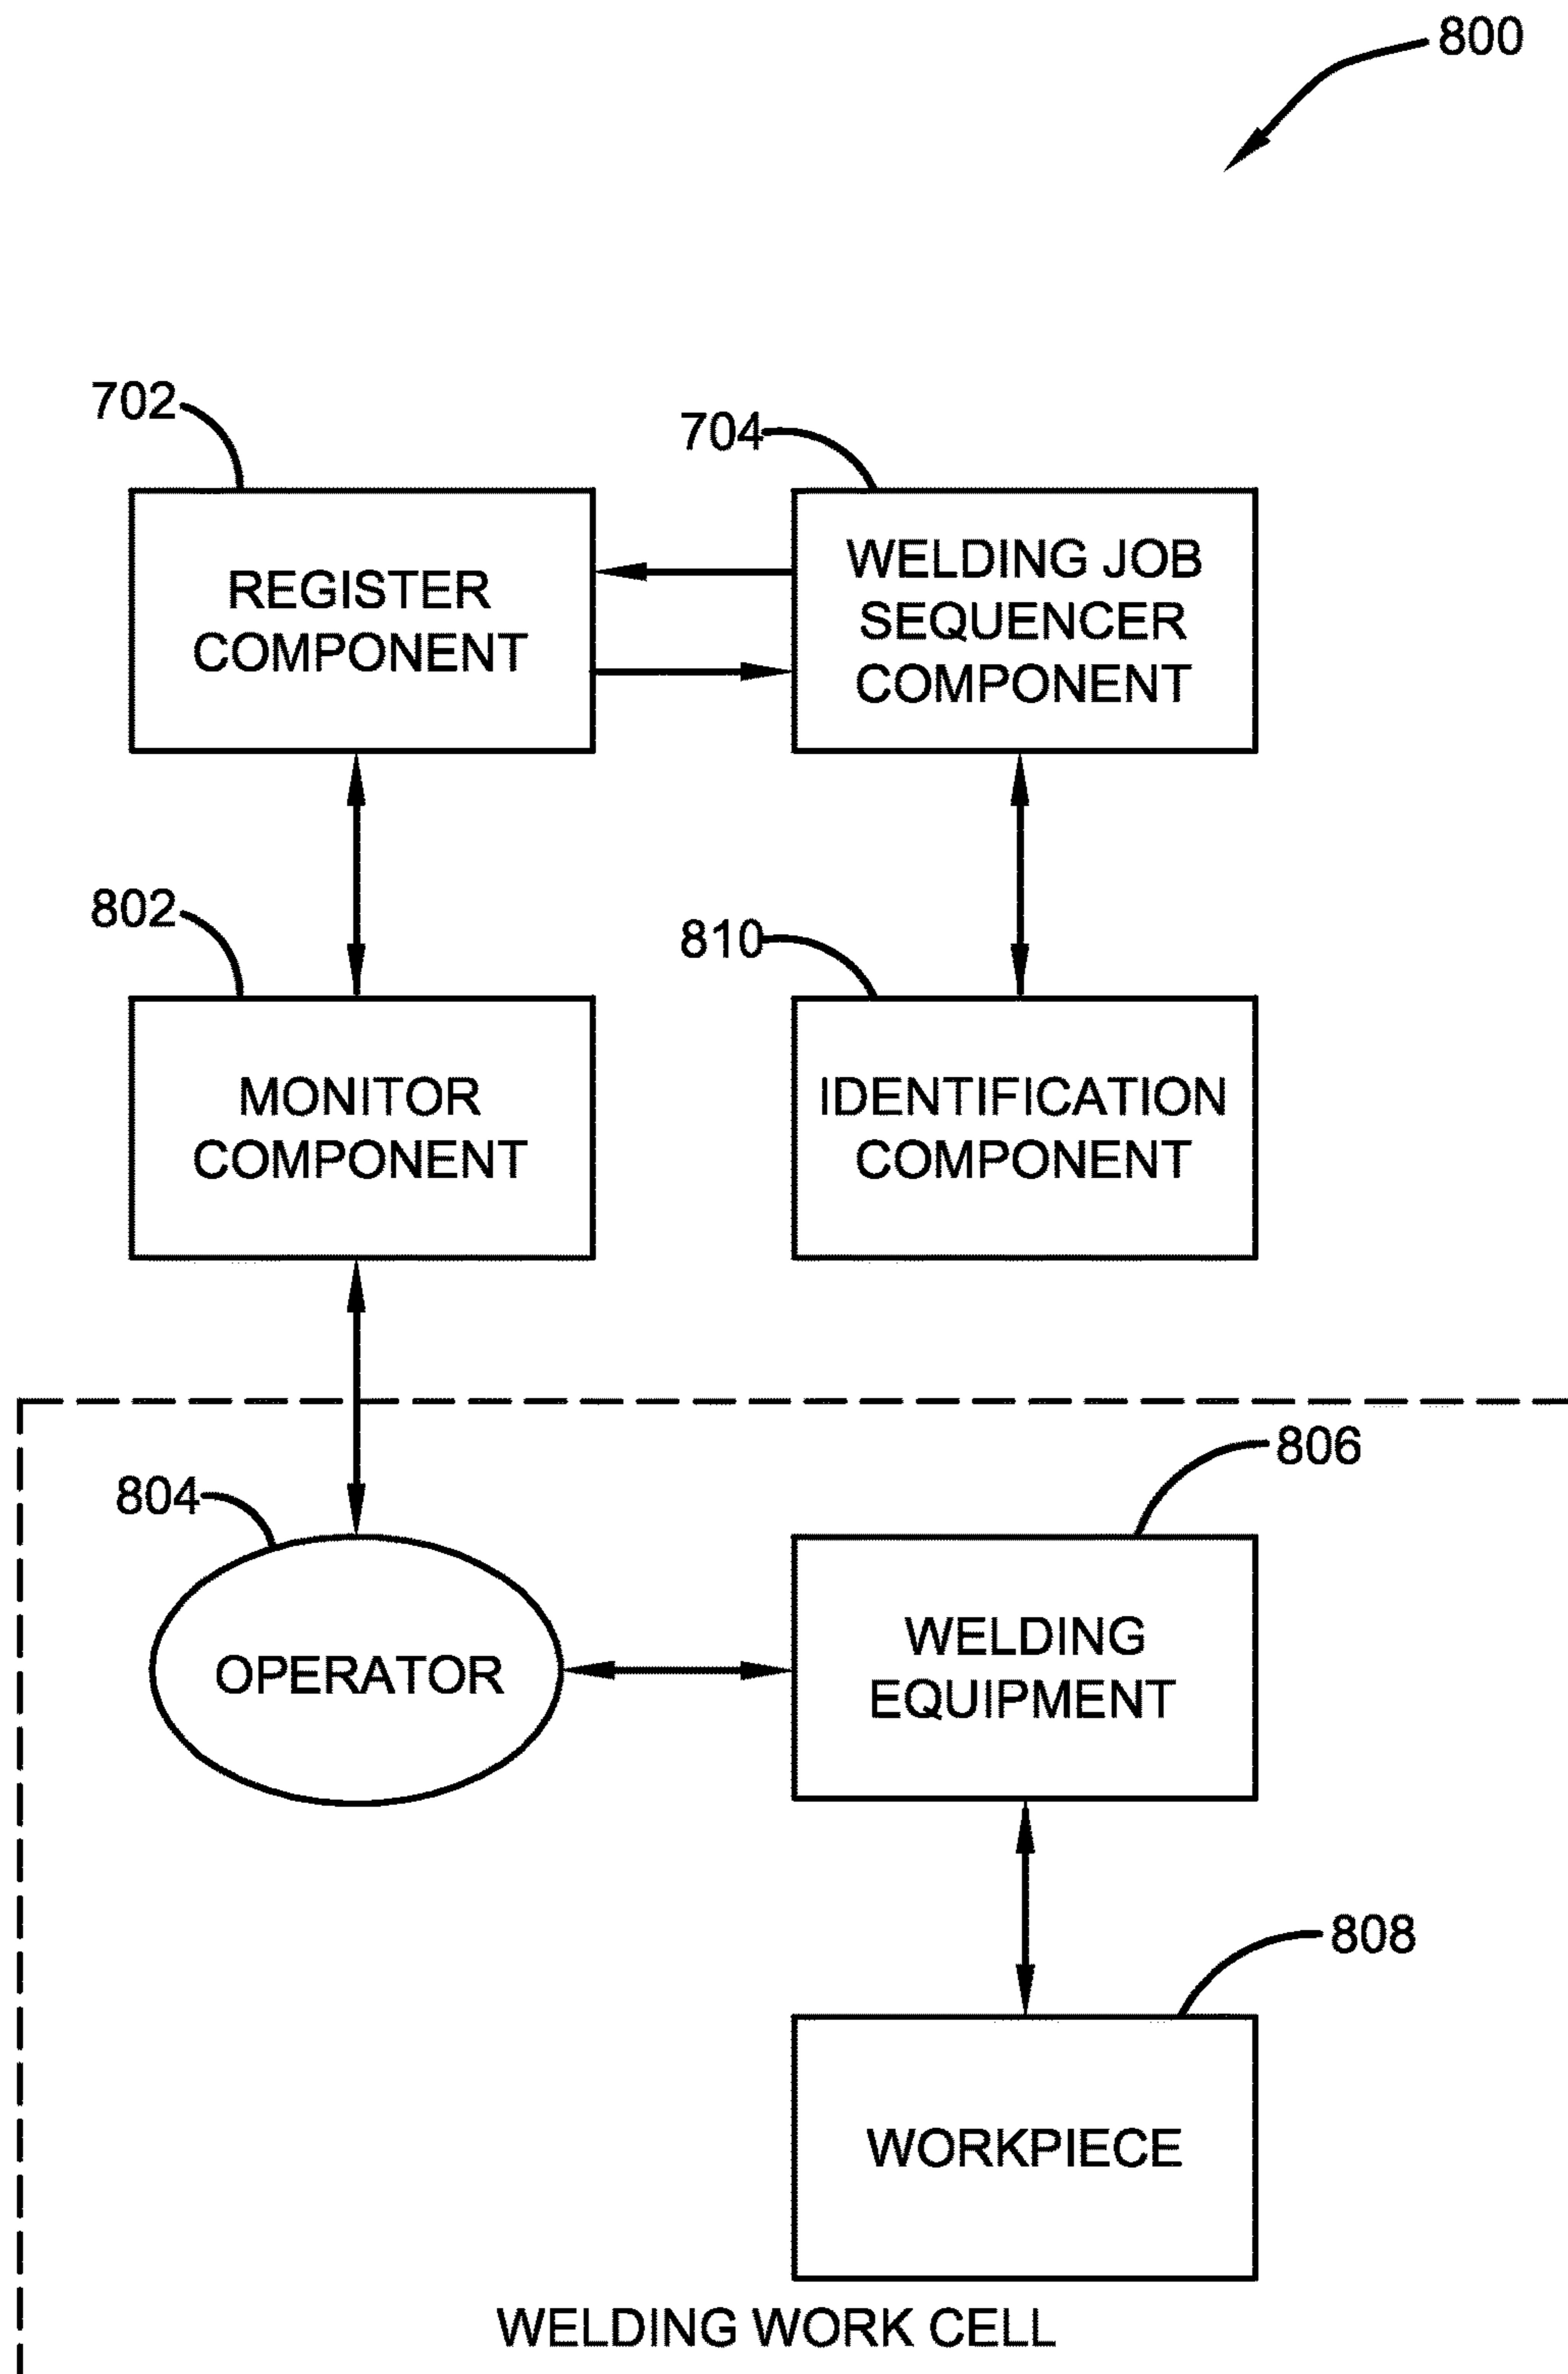 800
702
704
REGISTER
COMPONENT
WELDING JOB
SEQUENCER
COMPONENT
802
810
MONITOR
COMPONENT
IDENTIFICATION
COMPONENT
804
806
OPERATOR
WELDING
EQUIPMENT
808
WORKPIECE
WELDING WORK CELL